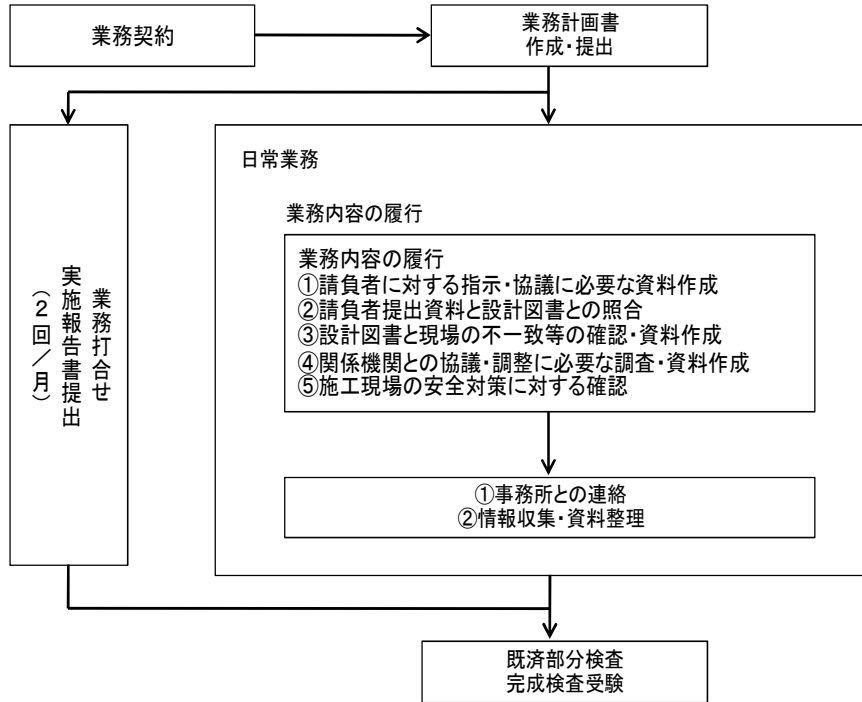 業務契約
業務計画書
作成・提出
業務打合せ
実施報告書提出
（２回／月）
日常業務
業務内容の履行
業務内容の履行
①請負者に対する指示・協議に必要な資料作成
②請負者提出資料と設計図書との照合
③設計図書と現場の不一致等の確認・資料作成
④関係機関との協議・調整に必要な調査・資料作成
⑤施工現場の安全対策に対する確認
①事務所との連絡
②情報収集・資料整理
既済部分検査
完成検査受験